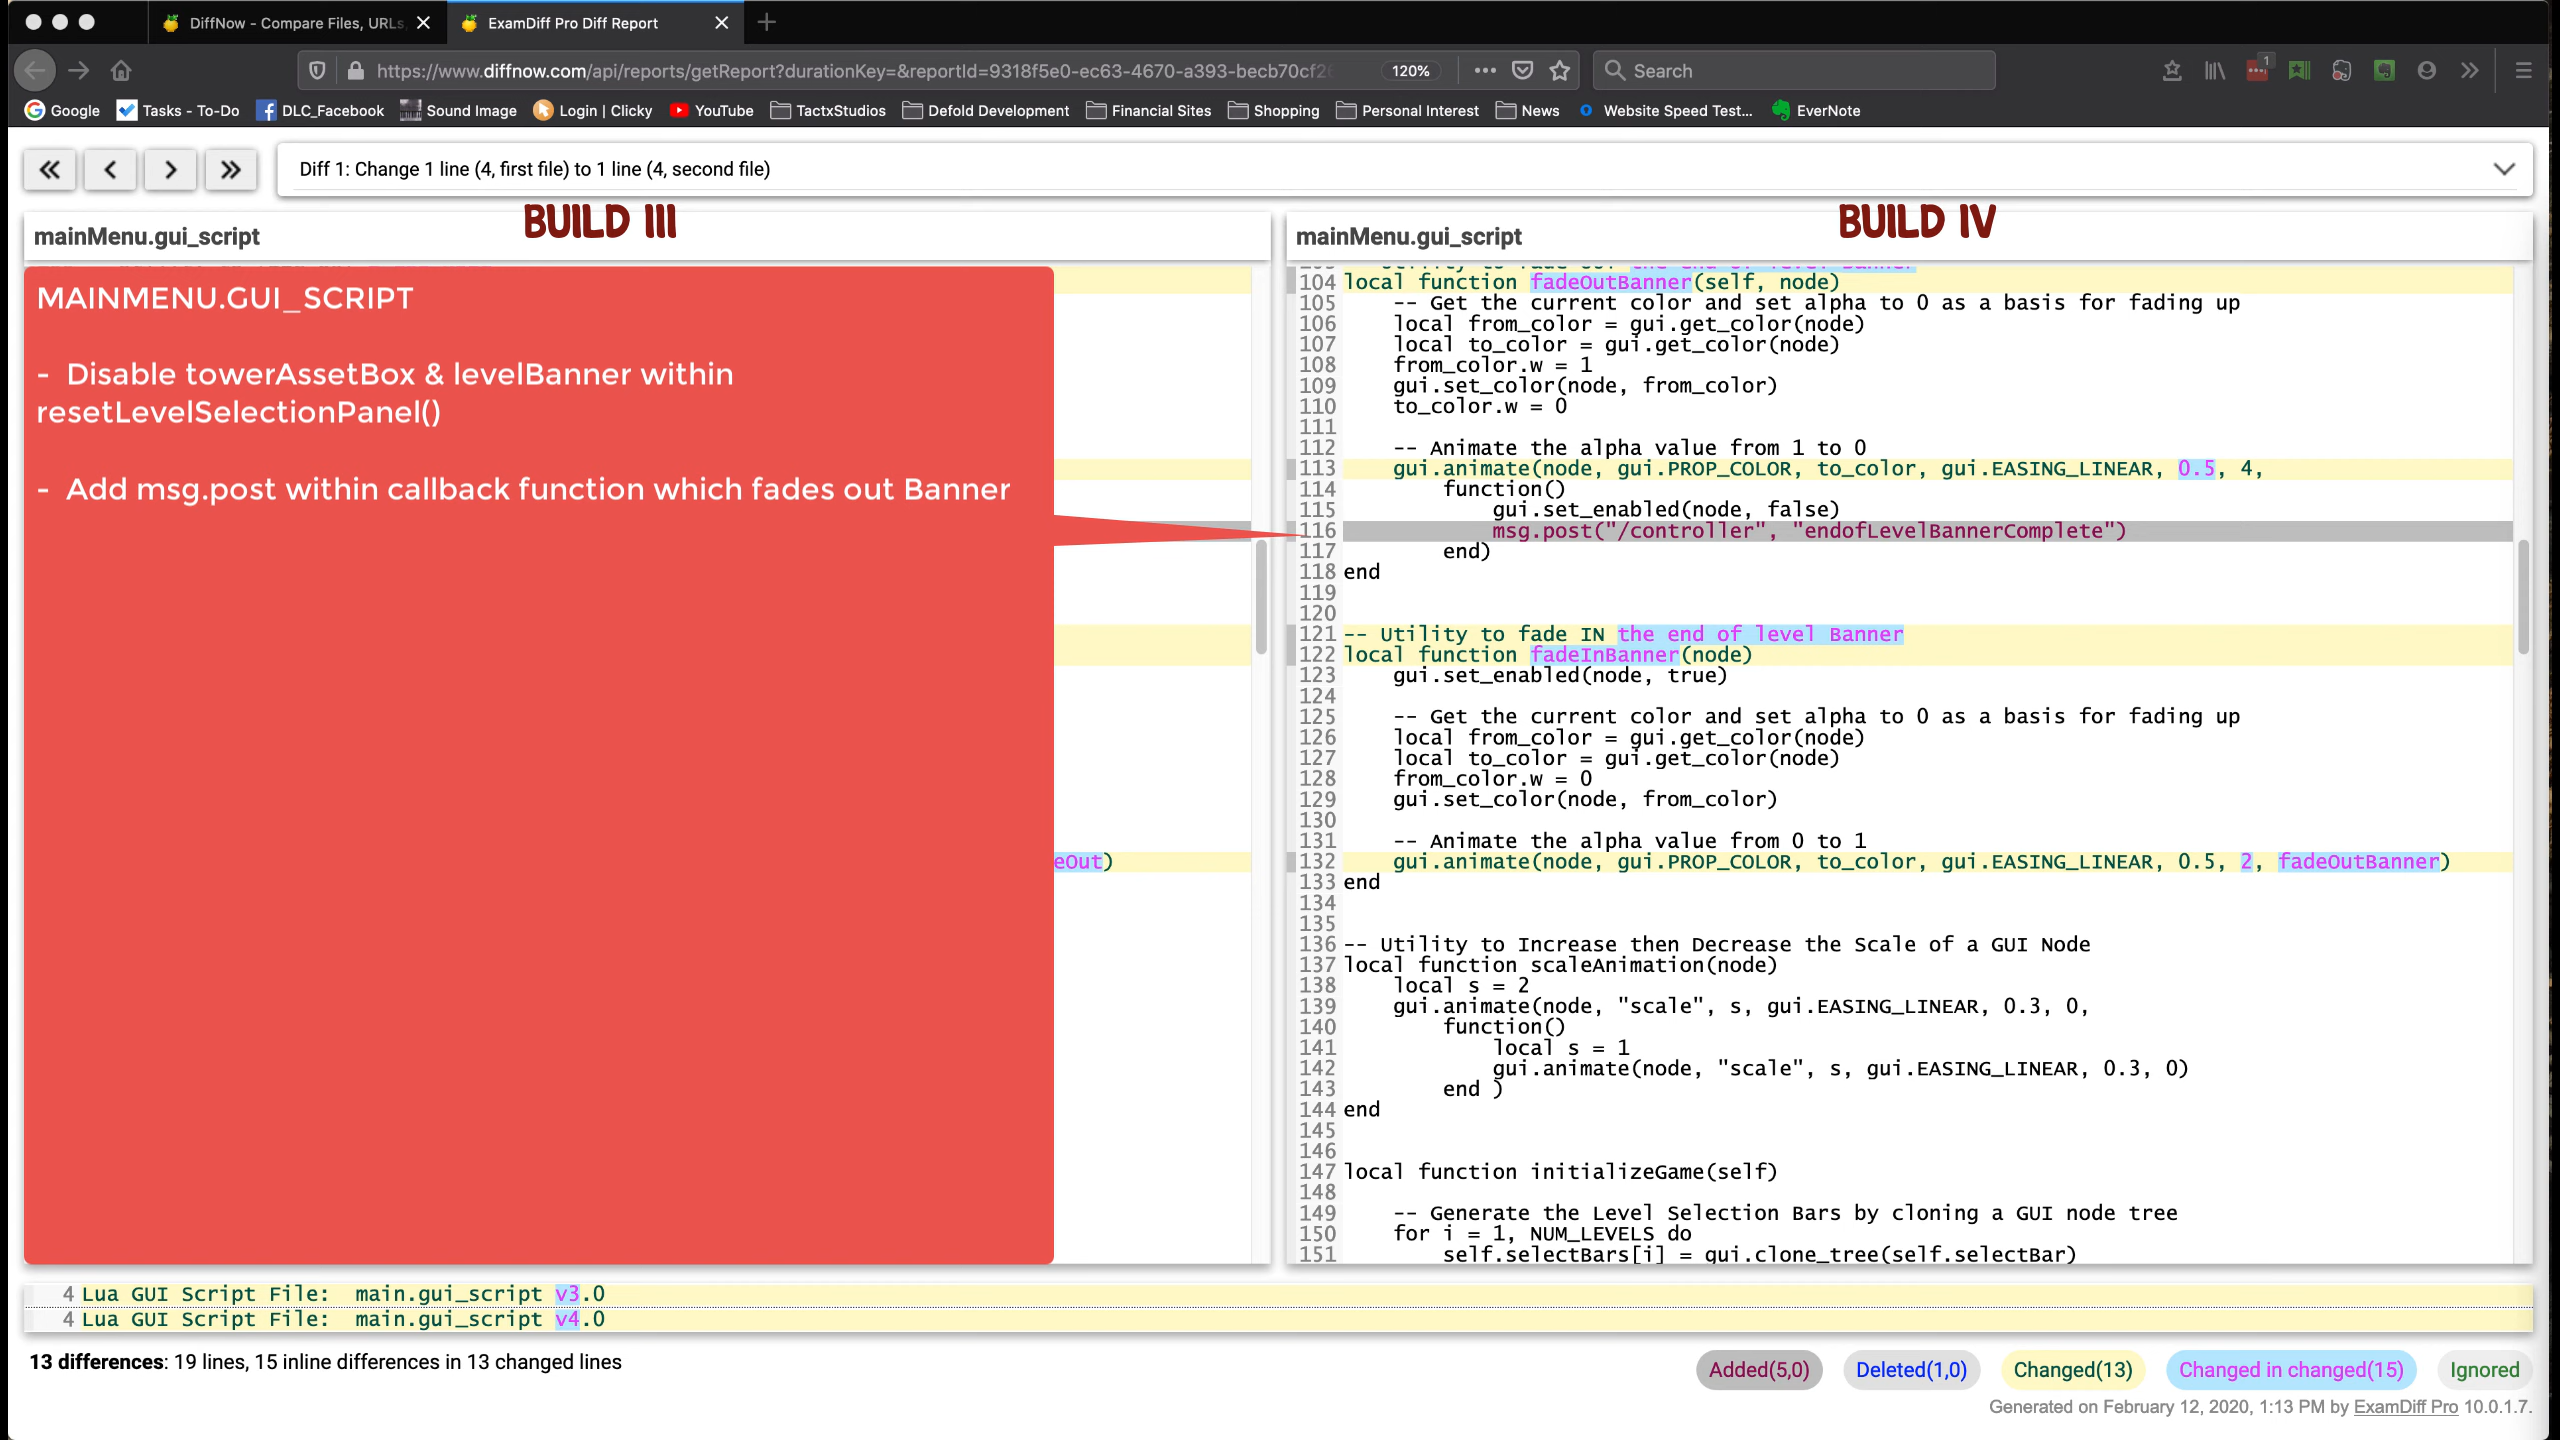 DiffNow - Compare Files, URLs
ExamDiff Pro Diff Report
https://www.diffnow.com/api/reports/getReport?durationKey=&reportId=9318f5e0-ec63-4670-a393-becb70cf26
120%
Search
1
Google
Tasks - To-Do
DLC_Facebook
Sound Image
Login | Clicky
YouTube
TactxStudios
Defold Development
Financial Sites
Shopping
Personal Interest
News
Website Speed Test...
EverNote
Diff 1: Change 1 line (4, first file) to 1 line (4, second file)
BUILD III
mainMenu.gui_script
MAINMENU.GUI_SCRIPT
- Disable towerAssetBox & levelBanner within
resetLevelSelectionPanel()
- Add msg.post within callback function which fades out Banner
eOut)
BUILD IV
mainMenu.gui_script
104 local function fadeOutBanner(self, node)
105 -- Get the current color and set alpha to 0 as a basis for fading up
106 local from_color = gui.get_color(node)
107 local to_color = gui.get_color(node)
108 from_color.w = 1
109 gui.set_color(node, from_color)
110 to_color.w = 0
111
112 -- Animate the alpha value from 1 to 0
113 gui.animate(node, gui.PROP_COLOR, to_color, gui.EASING_LINEAR, 0.5, 4,
114 function()
115 gui.set_enabled(node, false)
116 msg.post("/controller", "endofLevelBannerComplete")
117 end)
118 end
119
120
121 -- Utility to fade IN the end of level Banner
122 local function fadeInBanner(node)
123 gui.set_enabled(node, true)
124
125 -- Get the current color and set alpha to 0 as a basis for fading up
126 local from_color = gui.get_color(node)
127 local to_color = gui.get_color(node)
128 from_color.w = 0
129 gui.set_color(node, from_color)
130
131 -- Animate the alpha value from 0 to 1
132 gui.animate(node, gui.PROP_COLOR, to_color, gui.EASING_LINEAR, 0.5, 2, fadeOutBanner)
133 end
134
135
136 -- Utility to Increase then Decrease the Scale of a GUI Node
137 local function scaleAnimation(node)
138 local s = 2
139 gui.animate(node, "scale", s, gui.EASING_LINEAR, 0.3, 0,
140 function()
141 local s = 1
142 gui.animate(node, "scale", s, gui.EASING_LINEAR, 0.3, 0)
143 end )
144 end
145
146
147 local function initializeGame(self)
148
149 -- Generate the Level Selection Bars by cloning a GUI node tree
150 for i = 1, NUM_LEVELS do
151 self.selectBars[i] = gui.clone_tree(self.selectBar)
4 Lua GUI Script File: main.gui_script v3.0
4 Lua GUI Script File: main.gui_script v4.0
13 differences: 19 lines, 15 inline differences in 13 changed lines
Added(5,0)
Deleted(1,0)
Changed(13)
Changed in changed(15)
Ignored
Generated on February 12, 2020, 1:13 PM by ExamDiff Pro 10.0.1.7.